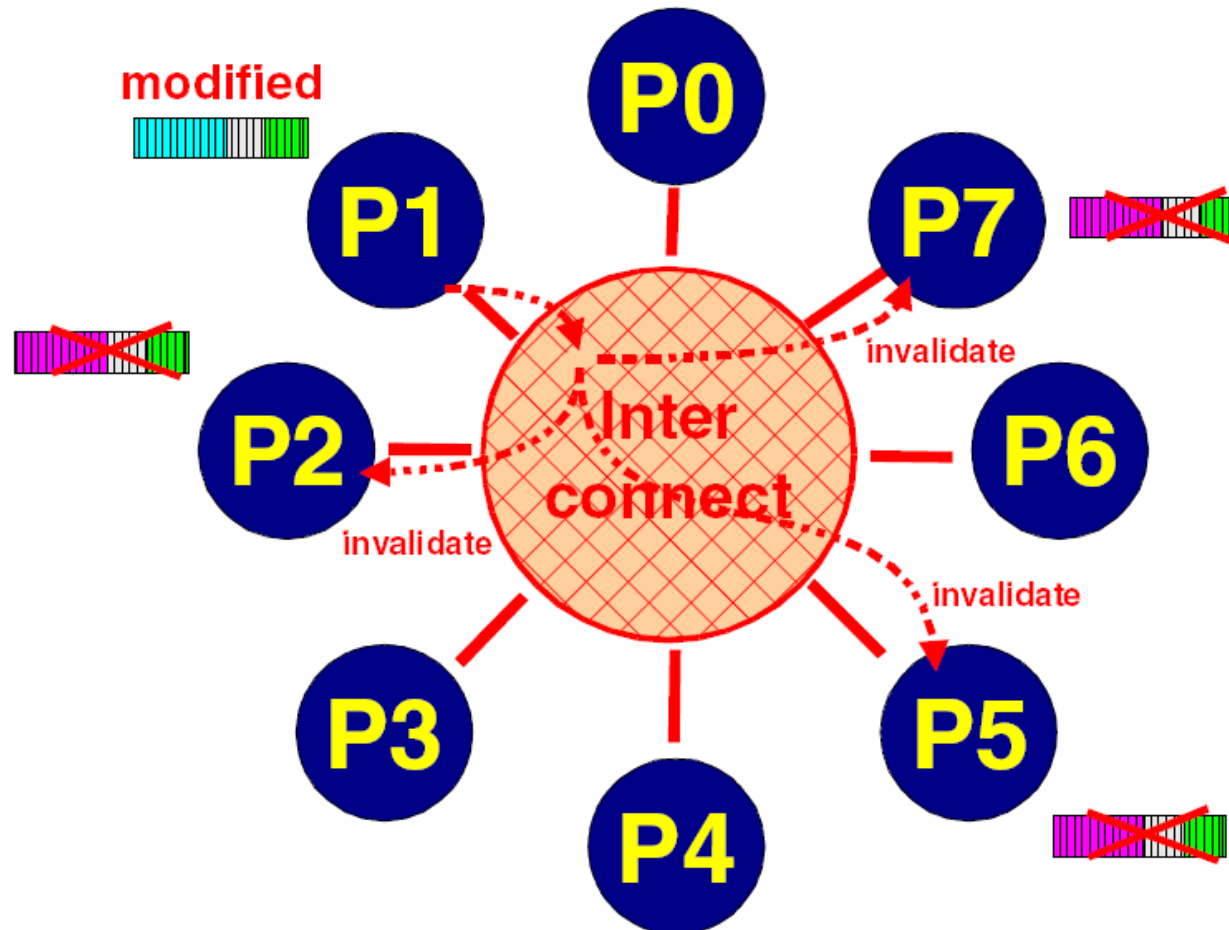 P0
modified
P1
P7
invalidate
Inter
connect
P2
P6
invalidate
invalidate
P3
P5
P4